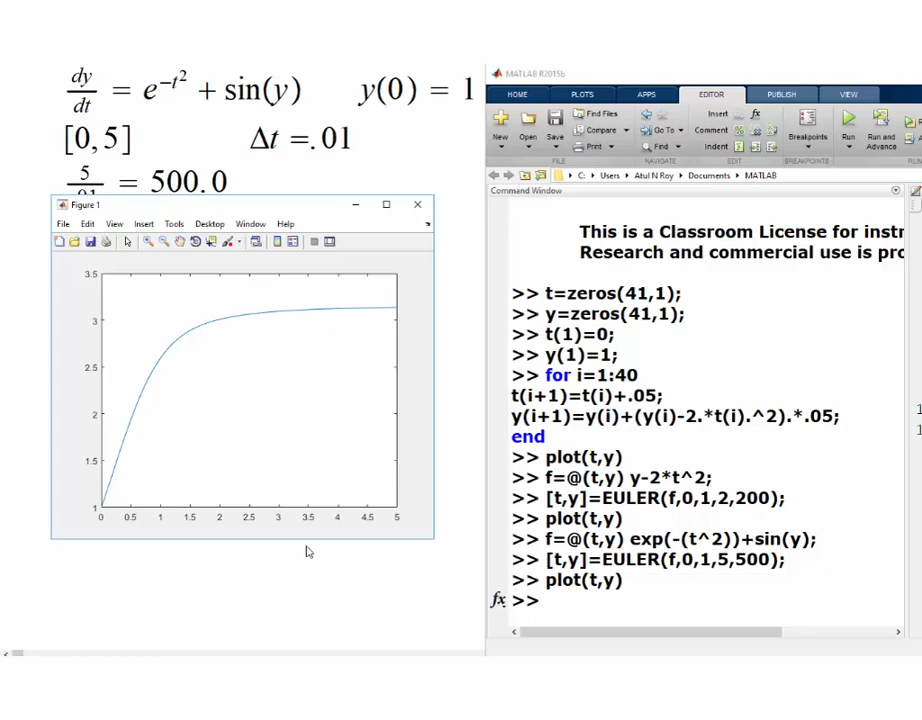 dy/dt = e^{-t^2} + sin(y) y(0) = 1
[0,5] Δt =.01
5/.01 = 500.0
Figure 1
File Edit View Insert Tools Desktop Window Help
3.5
3
2.5
2
1.5
1
0 0.5 1 1.5 2 2.5 3 3.5 4 4.5 5
MATLAB R2015b
HOME PLOTS APPS EDITOR PUBLISH VIEW
New Open Save Find Files Compare Print Go To Find Insert fx Comment Indent Breakpoints Run Run and Advance
FILE NAVIGATE EDIT BREAKPOINTS
C: Users Atul N Roy Documents MATLAB
Command Window
This is a Classroom License for instr
Research and commercial use is pro
>> t=zeros(41,1);
>> y=zeros(41,1);
>> t(1)=0;
>> y(1)=1;
>> for i=1:40
t(i+1)=t(i)+.05;
y(i+1)=y(i)+(y(i)-2.*t(i).^2).*.05;
end
>> plot(t,y)
>> f=@(t,y) y-2*t^2;
>> [t,y]=EULER(f,0,1,2,200);
>> plot(t,y)
>> f=@(t,y) exp(-(t^2))+sin(y);
>> [t,y]=EULER(f,0,1,5,500);
>> plot(t,y)
fx >>